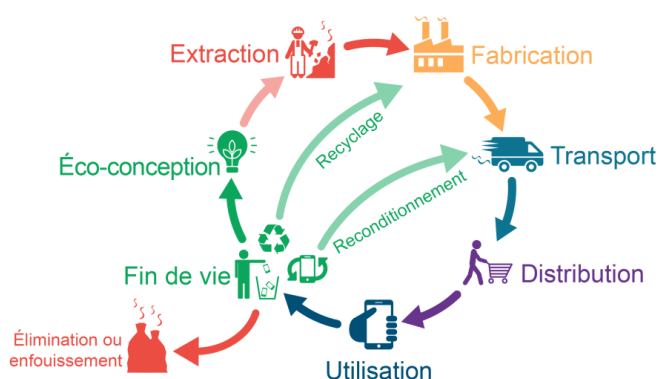 Extraction
Fabrication
Recyclage
Éco-conception
Transport
Reconditionnement
Fin de vie
Distribution
Élimination ou
enfouissement
Utilisation